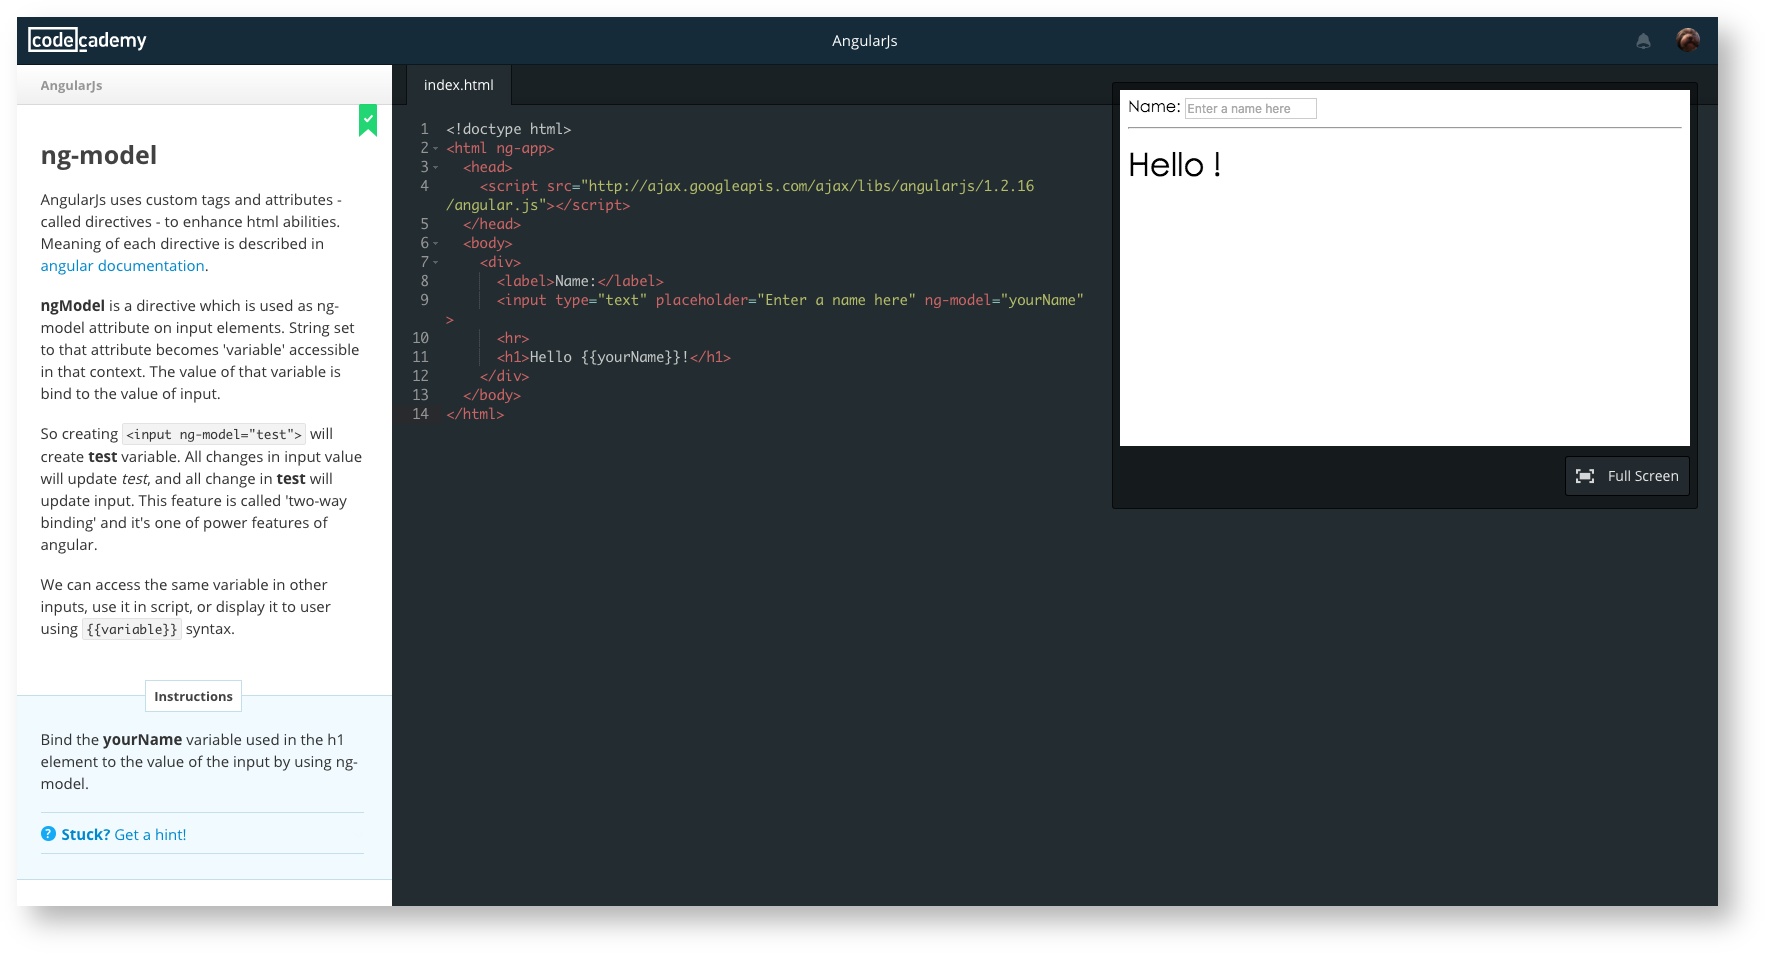 codecademy
AngularJs
AngularJs
ng-model
AngularJs uses custom tags and attributes -
called directives - to enhance html abilities.
Meaning of each directive is described in
angular documentation.
ngModel is a directive which is used as ng-
model attribute on input elements. String set
to that attribute becomes 'variable' accessible
in that context. The value of that variable is
bind to the value of input.
So creating <input ng-model="test"> will
create test variable. All changes in input value
will update test, and all change in test will
update input. This feature is called 'two-way
binding' and it's one of power features of
angular.
We can access the same variable in other
inputs, use it in script, or display it to user
using {{variable}} syntax.
Instructions
Bind the yourName variable used in the h1
element to the value of the input by using ng-
model.
? Stuck? Get a hint!
index.html
1 <!doctype html>
2 <html ng-app>
3 <head>
4 <script src="http://ajax.googleapis.com/ajax/libs/angularjs/1.2.16
/angular.js"></script>
5 </head>
6 <body>
7 <div>
8 <label>Name:</label>
9 <input type="text" placeholder="Enter a name here" ng-model="yourName"
>
10 <hr>
11 <h1>Hello {{yourName}}!</h1>
12 </div>
13 </body>
14 </html>
Name: Enter a name here
Hello !
Full Screen